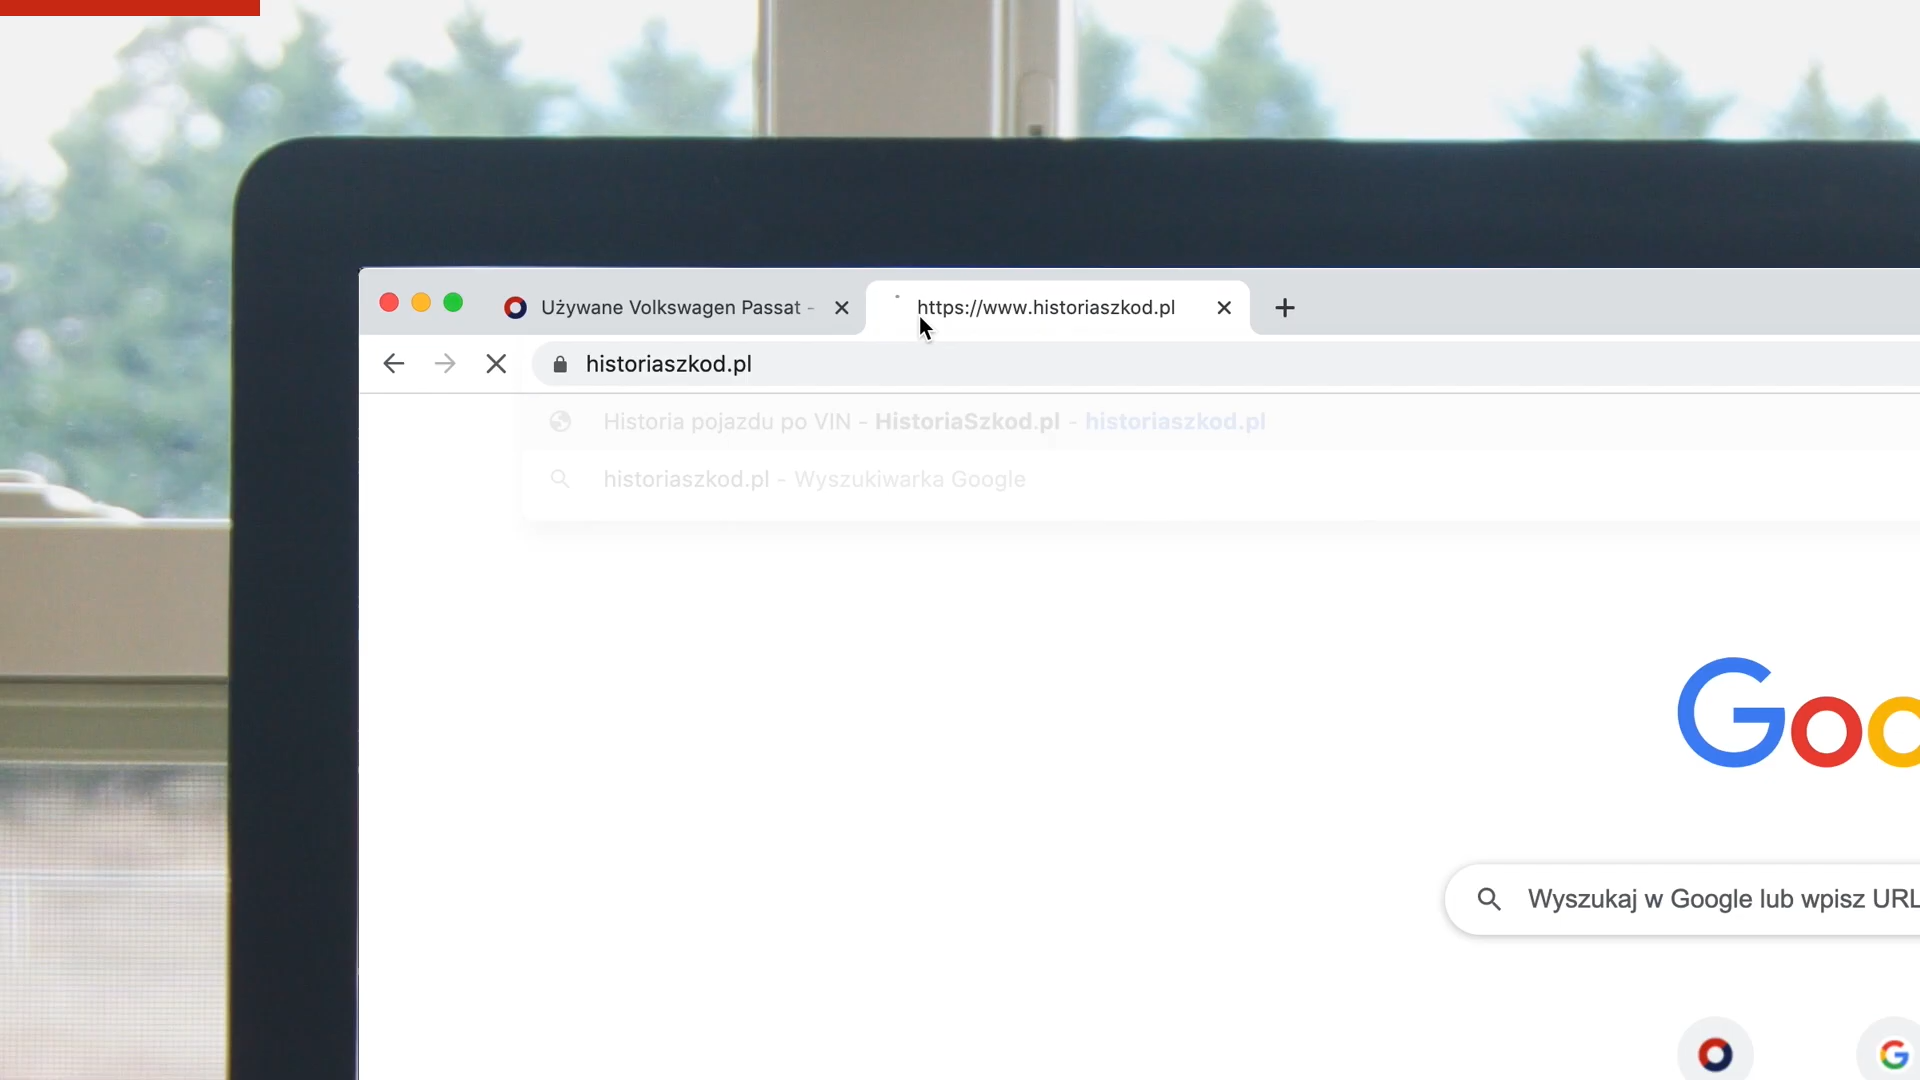 Używane Volkswagen Passat -
https://www.historiaszkod.pl
historiaszkod.pl
Historia pojazdu po VIN - HistoriaSzkod.pl - historiaszkod.pl
historiaszkod.pl - Wyszukiwarka Google
Goo
Wyszukaj w Google lub wpisz URL
G